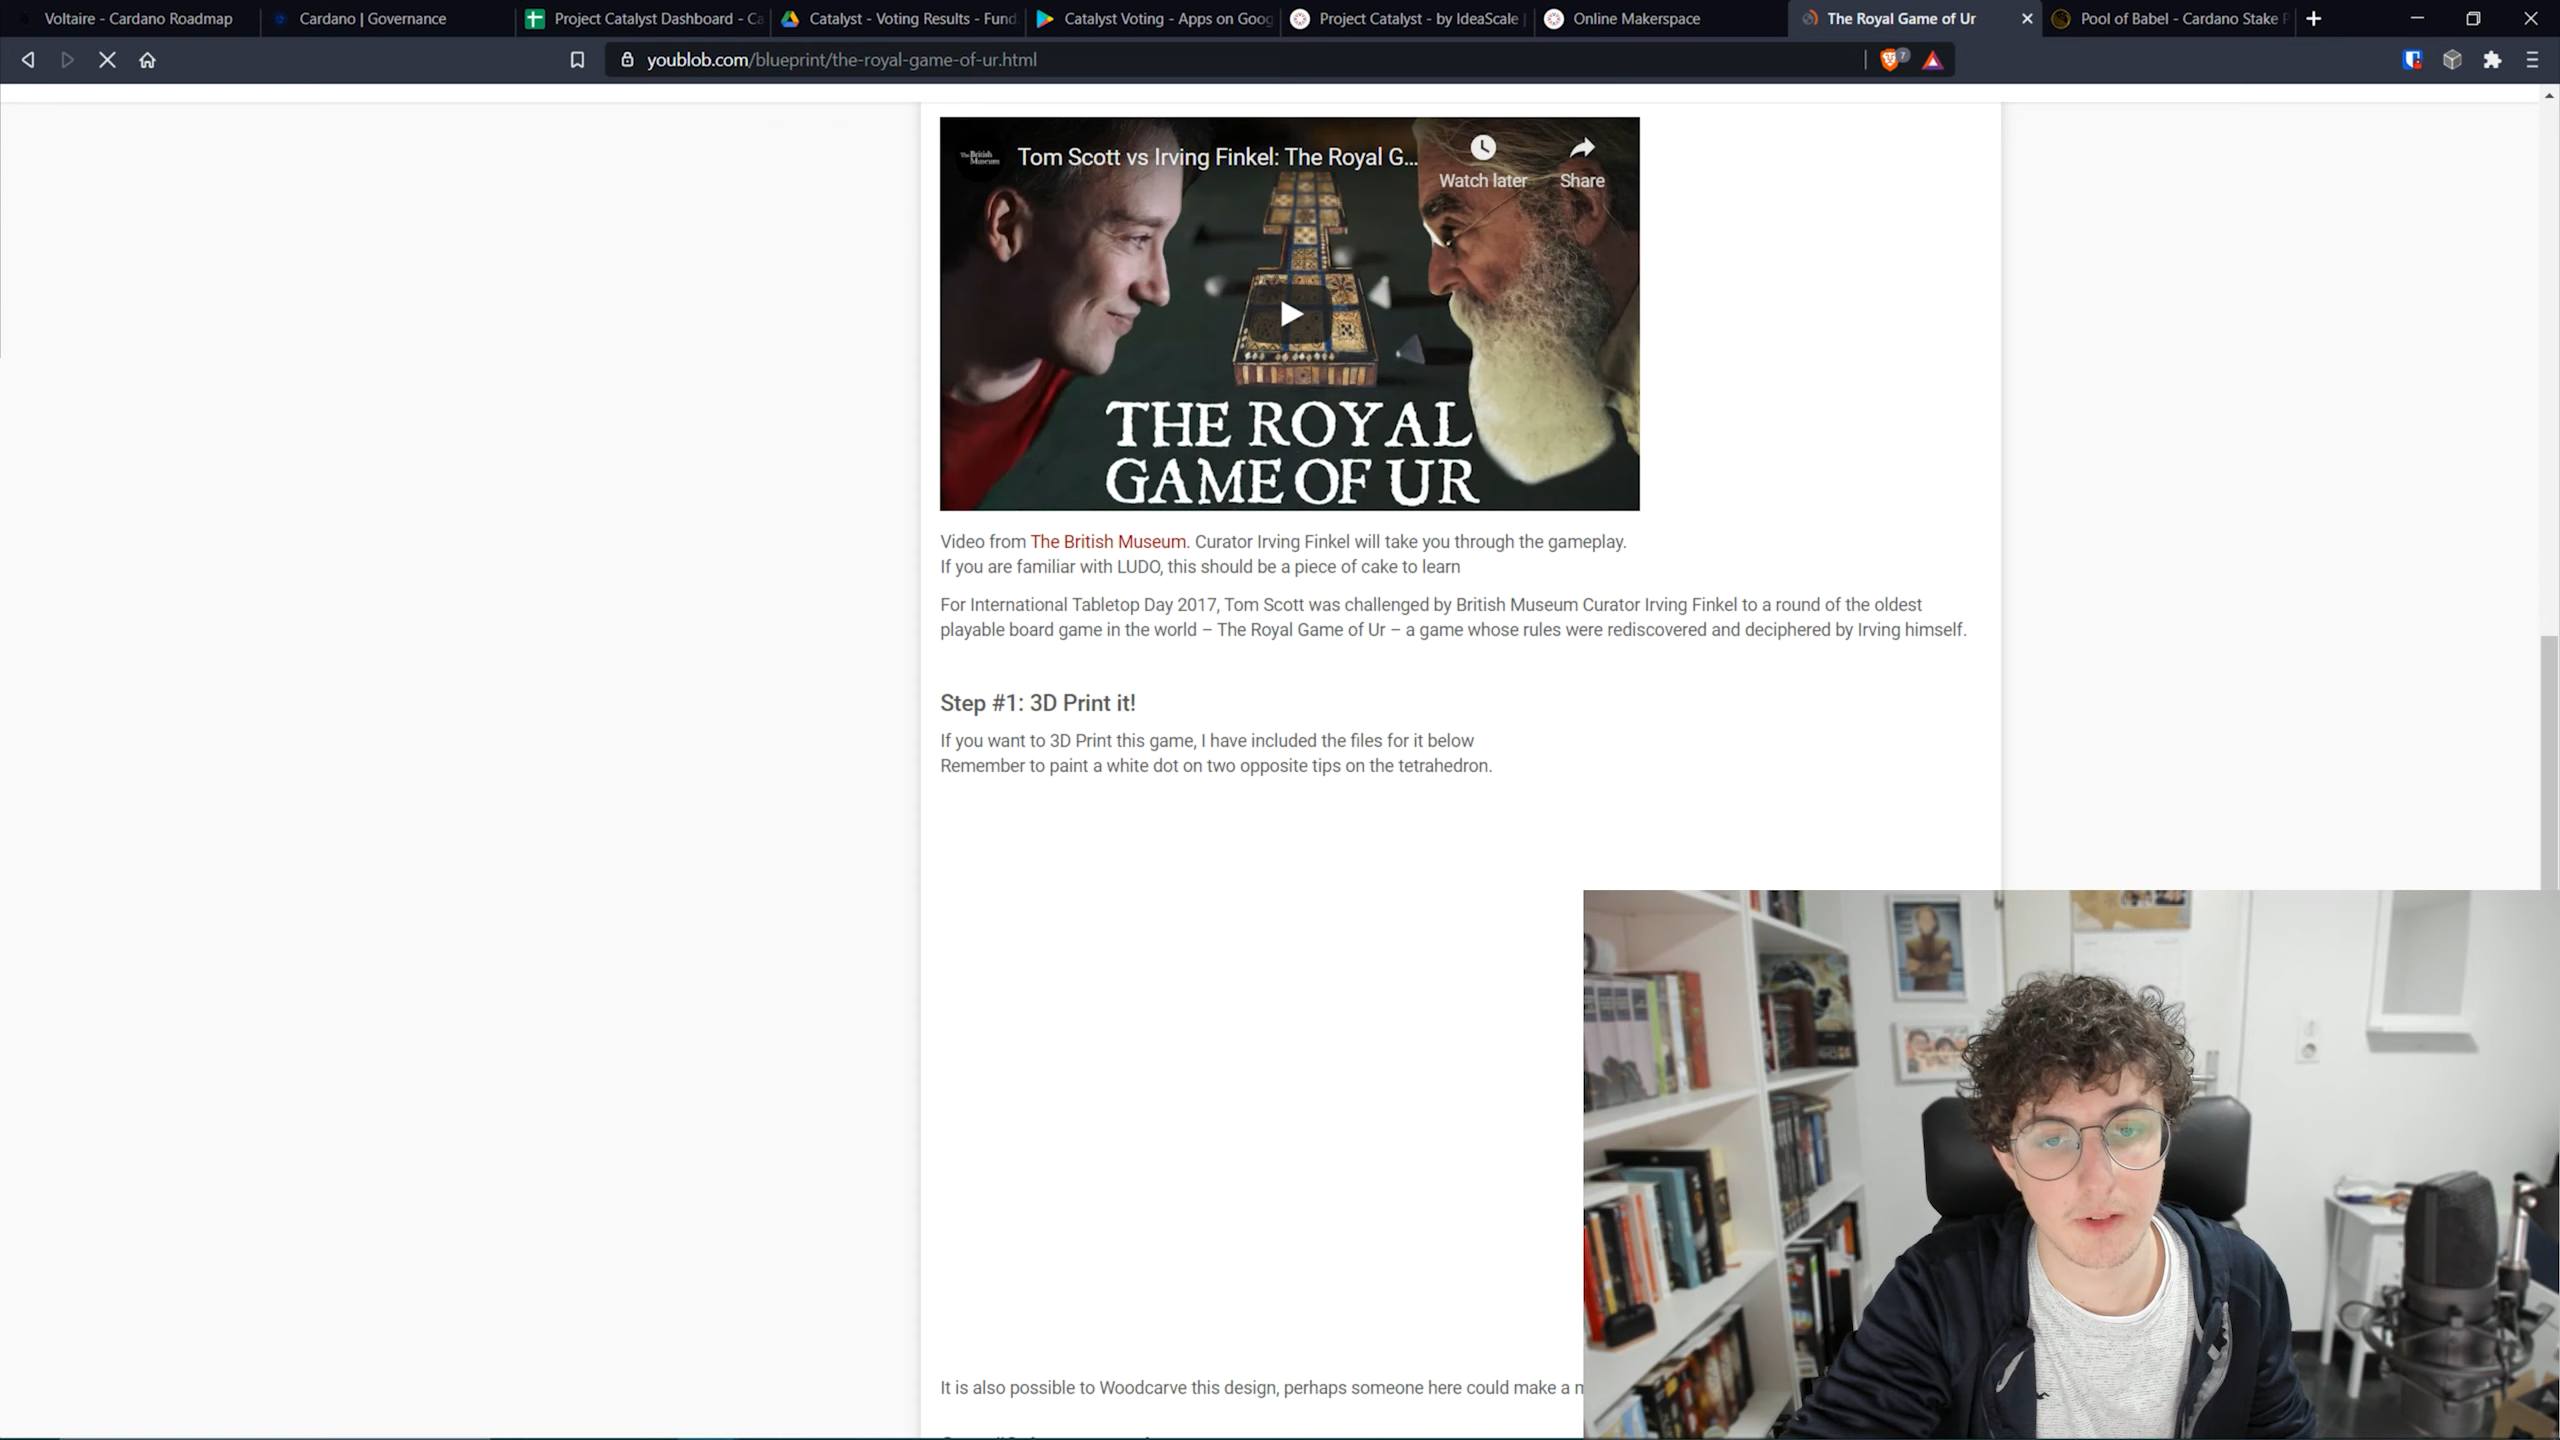 Voltaire - Cardano Roadmap
Cardano | Governance
Project Catalyst Dashboard - Ca
Catalyst - Voting Results - Fund
Catalyst Voting - Apps on Goog
Project Catalyst - by IdeaScale
Online Makerspace
The Royal Game of Ur
Pool of Babel - Cardano Stake P
youblob.com/blueprint/the-royal-game-of-ur.html
7
The British Museum
Tom Scott vs Irving Finkel: The Royal G...
Watch later
Share
THE ROYAL
GAME OF UR
Video from The British Museum. Curator Irving Finkel will take you through the gameplay.
If you are familiar with LUDO, this should be a piece of cake to learn
For International Tabletop Day 2017, Tom Scott was challenged by British Museum Curator Irving Finkel to a round of the oldest
playable board game in the world – The Royal Game of Ur – a game whose rules were rediscovered and deciphered by Irving himself.
Step #1: 3D Print it!
If you want to 3D Print this game, I have included the files for it below
Remember to paint a white dot on two opposite tips on the tetrahedron.
It is also possible to Woodcarve this design, perhaps someone here could make a